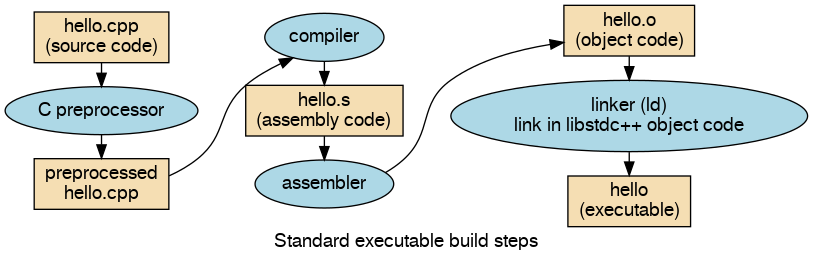 hello.cpp
(source code)
C preprocessor
preprocessed
hello.cpp
compiler
hello.s
(assembly code)
assembler
hello.o
(object code)
linker (ld)
link in libstdc++ object code
hello
(executable)
Standard executable build steps